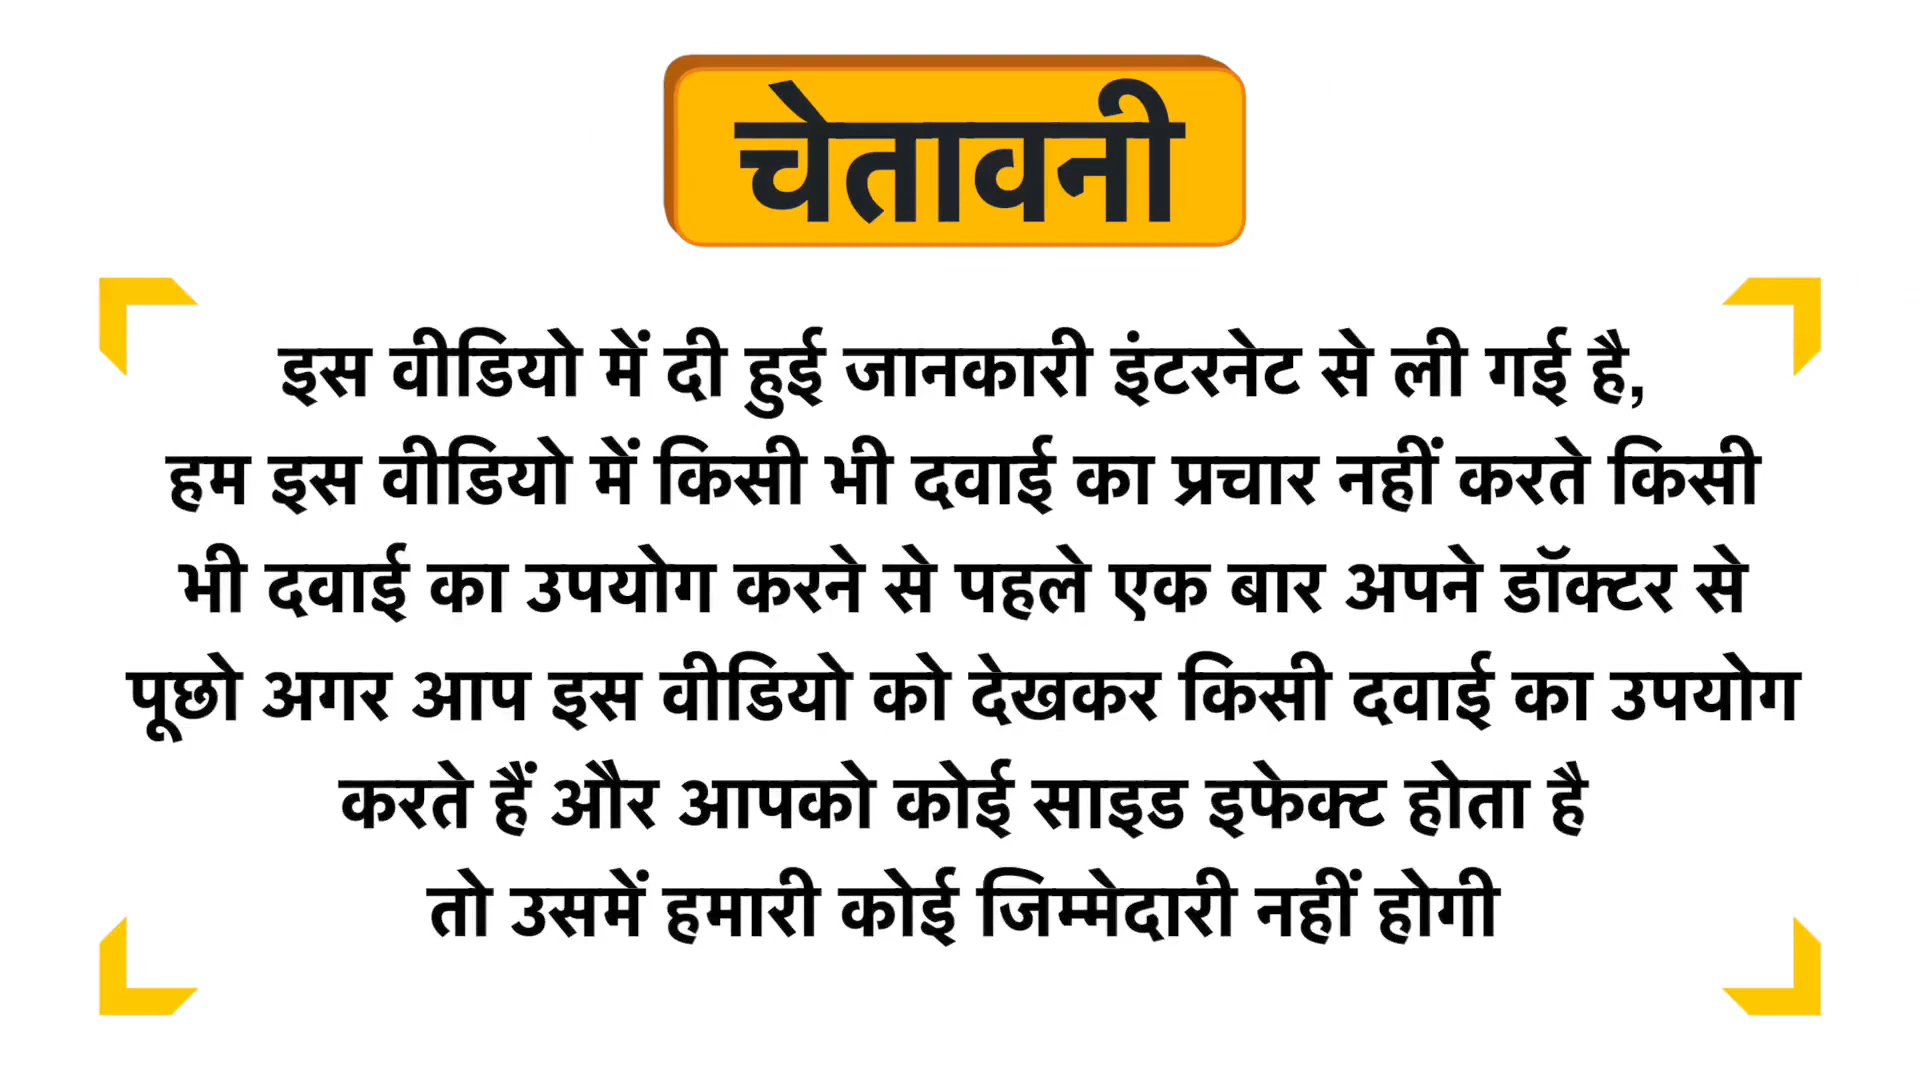 चेतावनी
इस वीडियो में दी हुई जानकारी इंटरनेट से ली गई है,
हम इस वीडियो में किसी भी दवाई का प्रचार नहीं करते किसी
भी दवाई का उपयोग करने से पहले एक बार अपने डॉक्टर से
पूछो अगर आप इस वीडियो को देखकर किसी दवाई का उपयोग
करते हैं और आपको कोई साइड इफेक्ट होता है
तो उसमें हमारी कोई जिम्मेदारी नहीं होगी